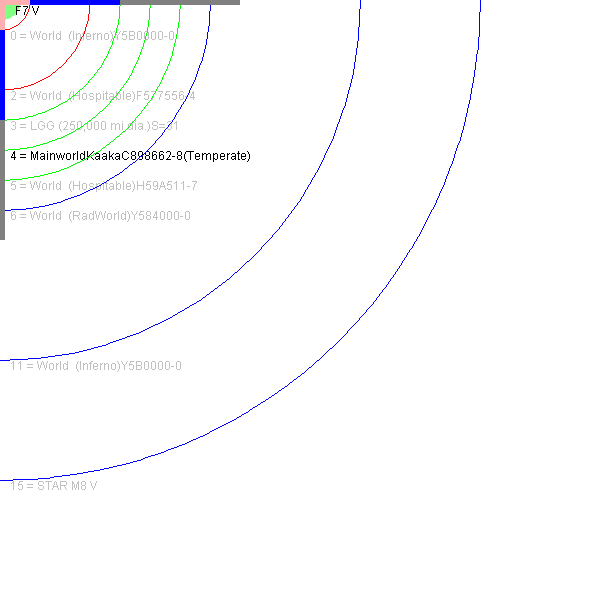 F7 V
0 = World (Inferno)Y5B0000-0
2 = World (Hospitable)F577556-4
3 = LGG (250,000 mi dia.)S=31
4 = MainworldKaakaC898662-8(Temperate)
5 = World (Hospitable)H59A511-7
6 = World (RadWorld)Y584000-0
11 = World (Inferno)Y5B0000-0
15 = STAR M8 V